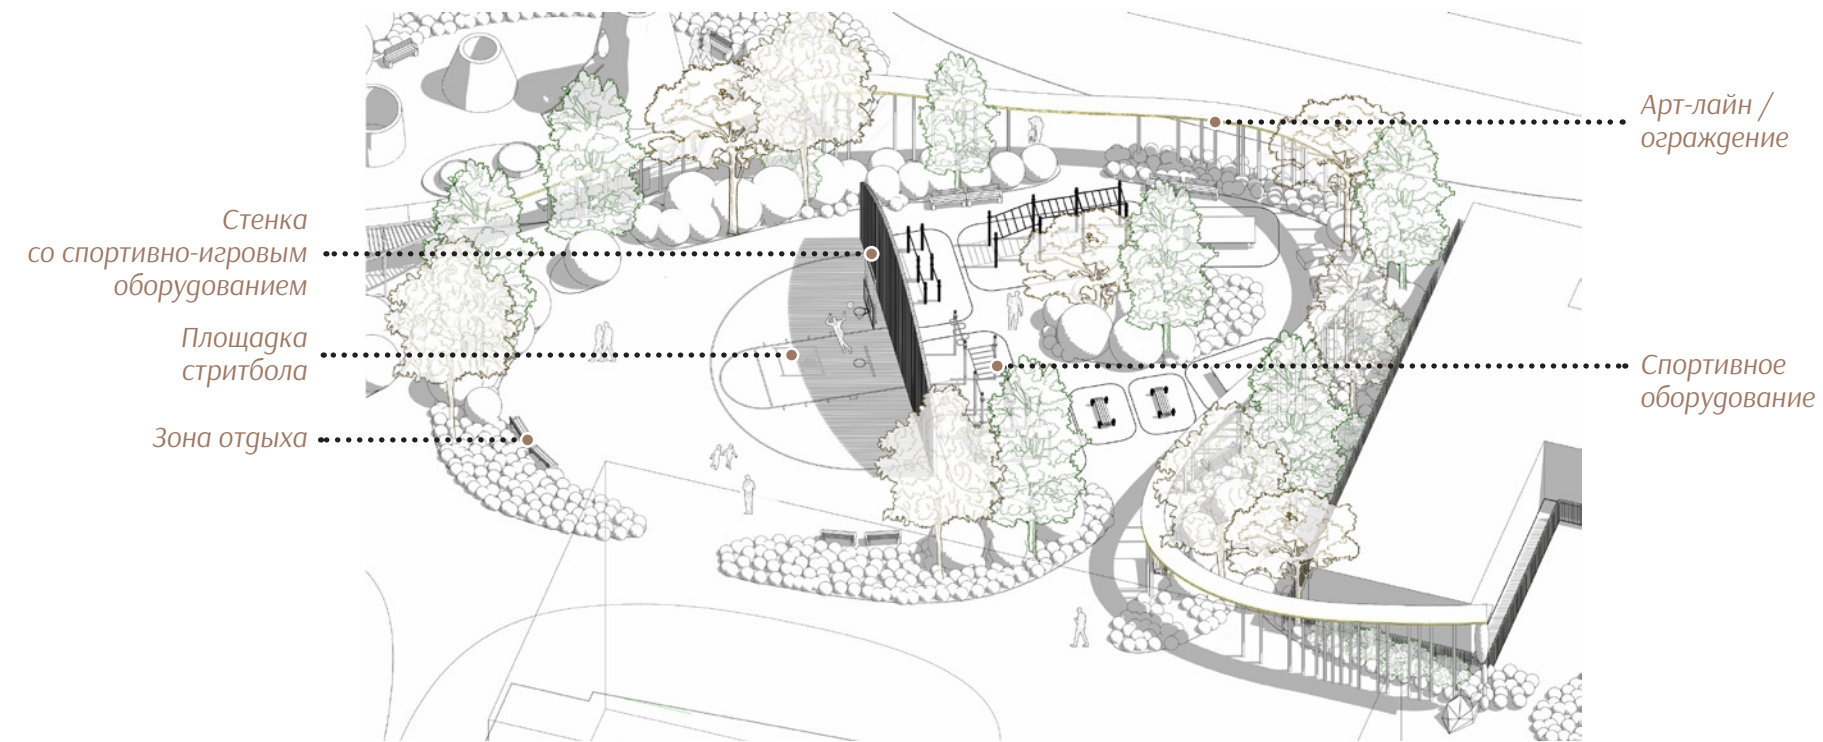 Арт-лайн /
ограждение
Стенка
со спортивно-игровым
оборудованием
Площадка
стритбола
Спортивное
оборудование
Зона отдыха